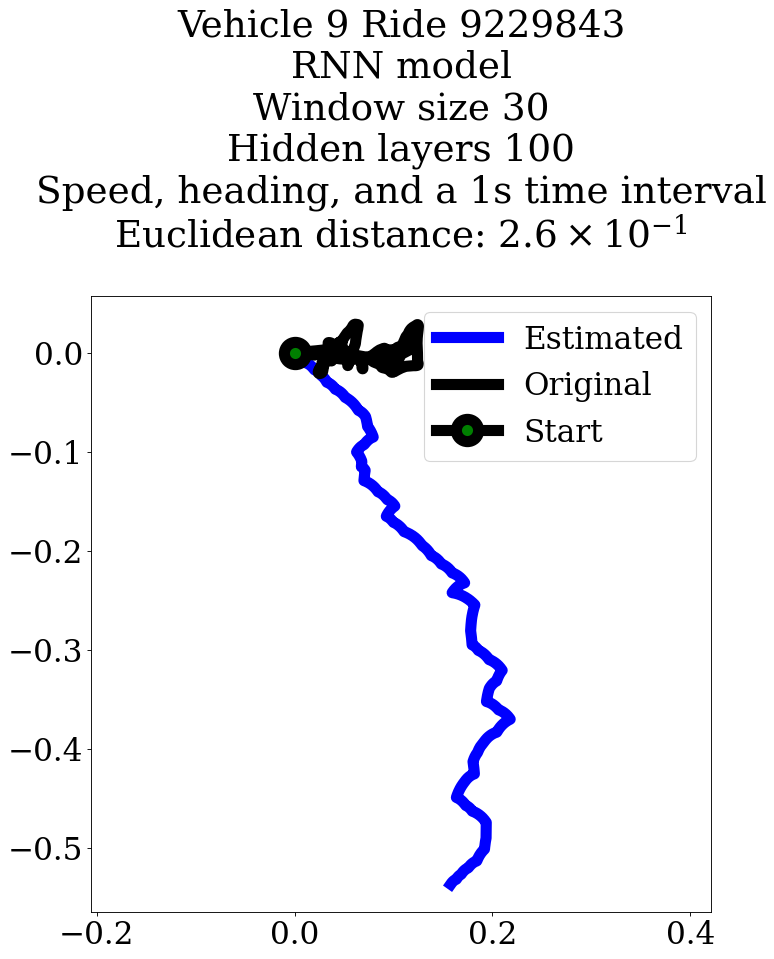 Vehicle 9 Ride 9229843
RNN model
Window size 30
Hidden layers 100
Speed, heading, and a 1s time interval
Euclidean distance: 2.6 × 10⁻¹
Estimated
Original
Start
0.0
−0.1
−0.2
−0.3
−0.4
−0.5
−0.2 0.0 0.2 0.4